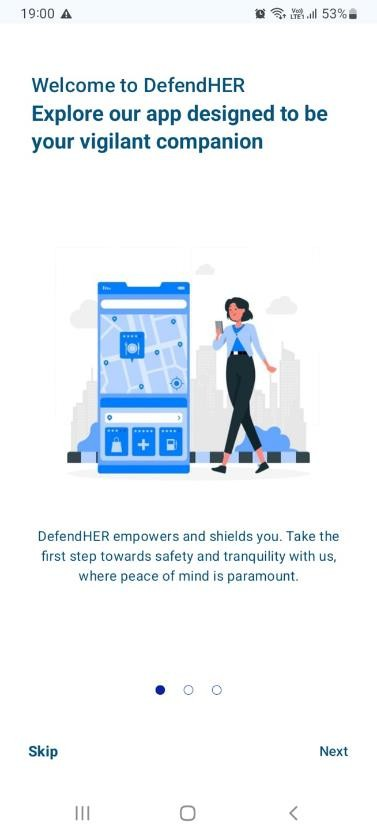 19:00
Vo)) LTE1 53%
Welcome to DefendHER
Explore our app designed to be
your vigilant companion
DefendHER empowers and shields you. Take the
first step towards safety and tranquility with us,
where peace of mind is paramount.
Skip
Next